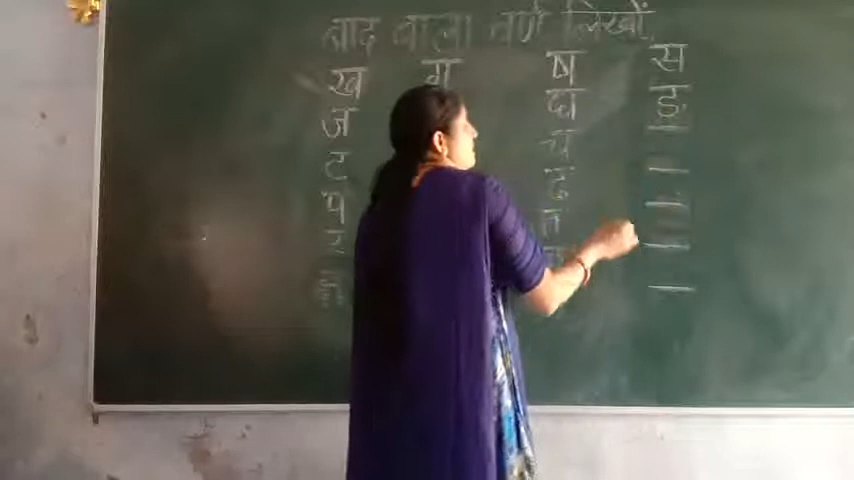 बाद वाला वर्ण लिखों
ख ग ष स
ज दा ड़
ट च
प ढ
र त